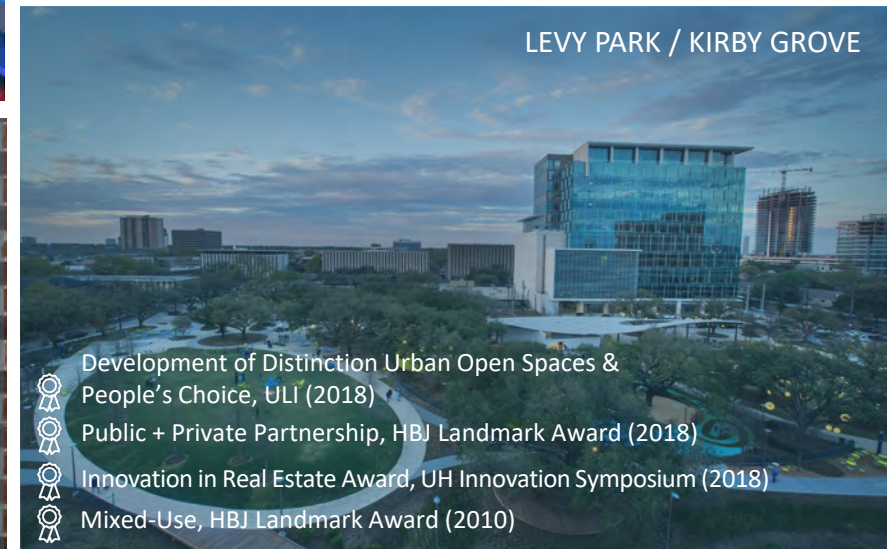 LEVY PARK / KIRBY GROVE
Development of Distinction Urban Open Spaces &
People’s Choice, ULI (2018)
Public + Private Partnership, HBJ Landmark Award (2018)
Innovation in Real Estate Award, UH Innovation Symposium (2018)
Mixed-Use, HBJ Landmark Award (2010)